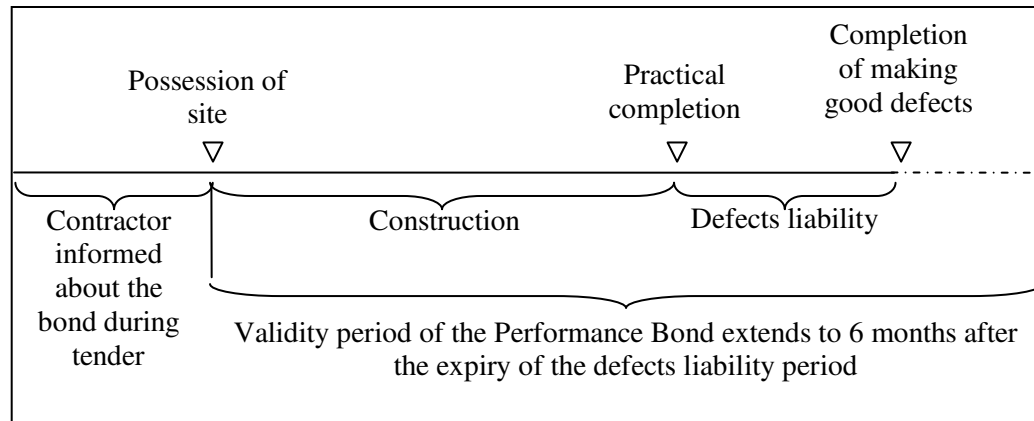 Possession of
site
Practical
completion
Completion
of making
good defects
Contractor
informed
about the
bond during
tender
Construction
Defects liability
Validity period of the Performance Bond extends to 6 months after
the expiry of the defects liability period